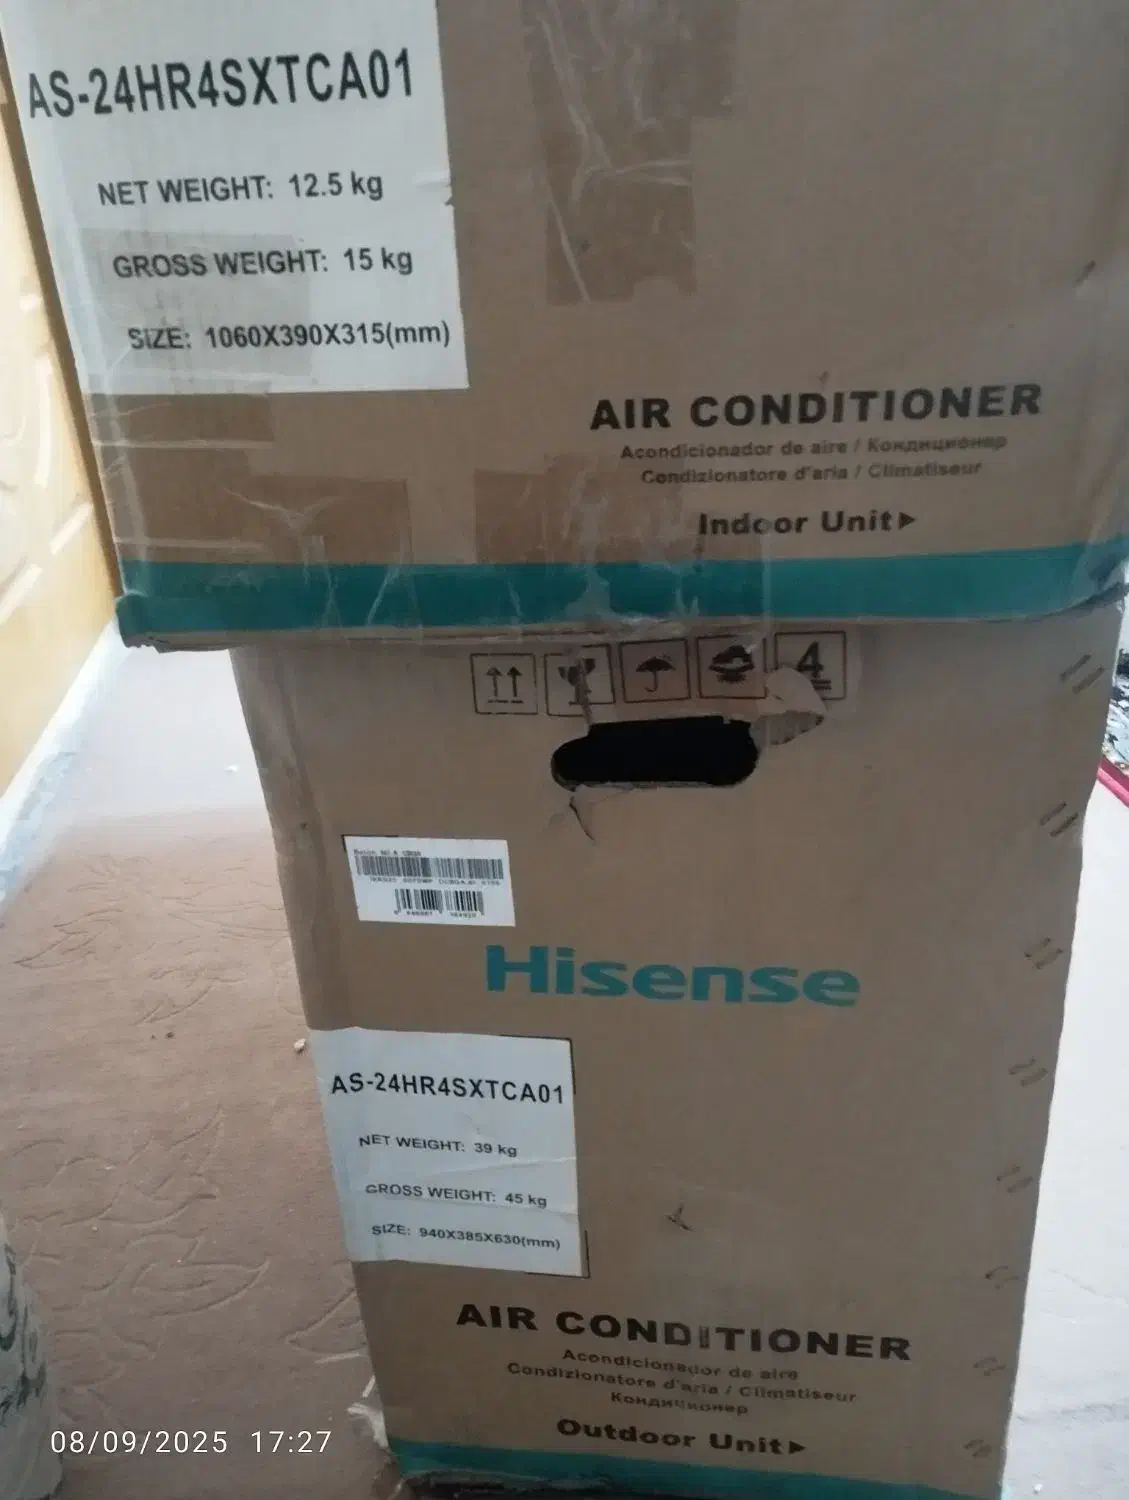 AS-24HR4SXTCA01
NET WEIGHT: 12.5 kg
GROSS WEIGHT: 15 kg
SIZE: 1060X390X315(mm)
AIR CONDITIONER
Acondicionador de aire / Кондиционер
Condizionatore d'aria / Climatiseur
Indoor Unit
4
Hisense
AS-24HR4SXTCA01
NET WEIGHT: 39 kg
GROSS WEIGHT: 45 kg
SIZE: 940X385X630(mm)
AIR CONDITIONER
Acondicionador de aire
Condizionatore d'aria / Climatiseur
Кондиционер
Outdoor Unit
08/09/2025 17:27